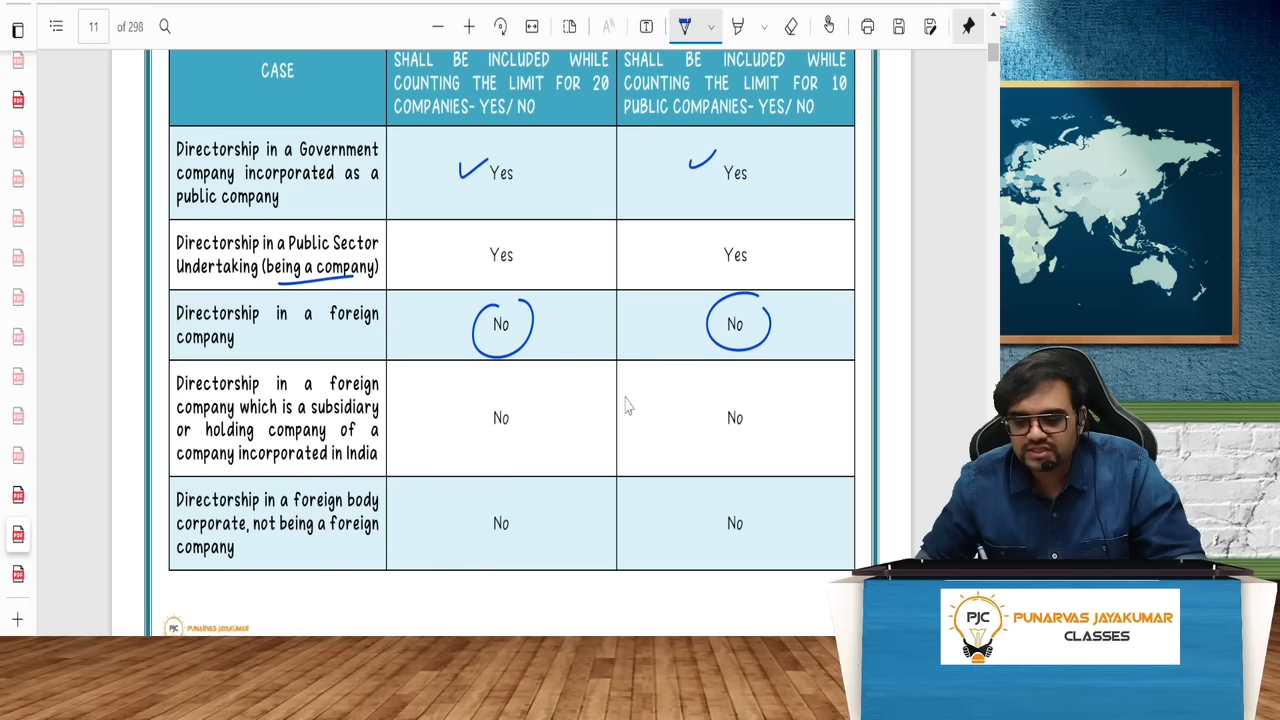 11 of 298
CASE
SHALL BE INCLUDED WHILE
COUNTING THE LIMIT FOR 20
COMPANIES- YES/ NO
SHALL BE INCLUDED WHILE
COUNTING THE LIMIT FOR 10
PUBLIC COMPANIES- YES/ NO
Directorship in a Government
company incorporated as a
public company
Yes
Yes
Directorship in a Public Sector
Undertaking (being a company)
Yes
Yes
Directorship in a foreign
company
No
No
Directorship in a foreign
company which is a subsidiary
or holding company of a
company incorporated in India
No
No
Directorship in a foreign body
corporate, not being a foreign
company
No
No
PJC PUNARVAS JAYAKUMAR
PJC
PUNARVAS JAYAKUMAR
CLASSES